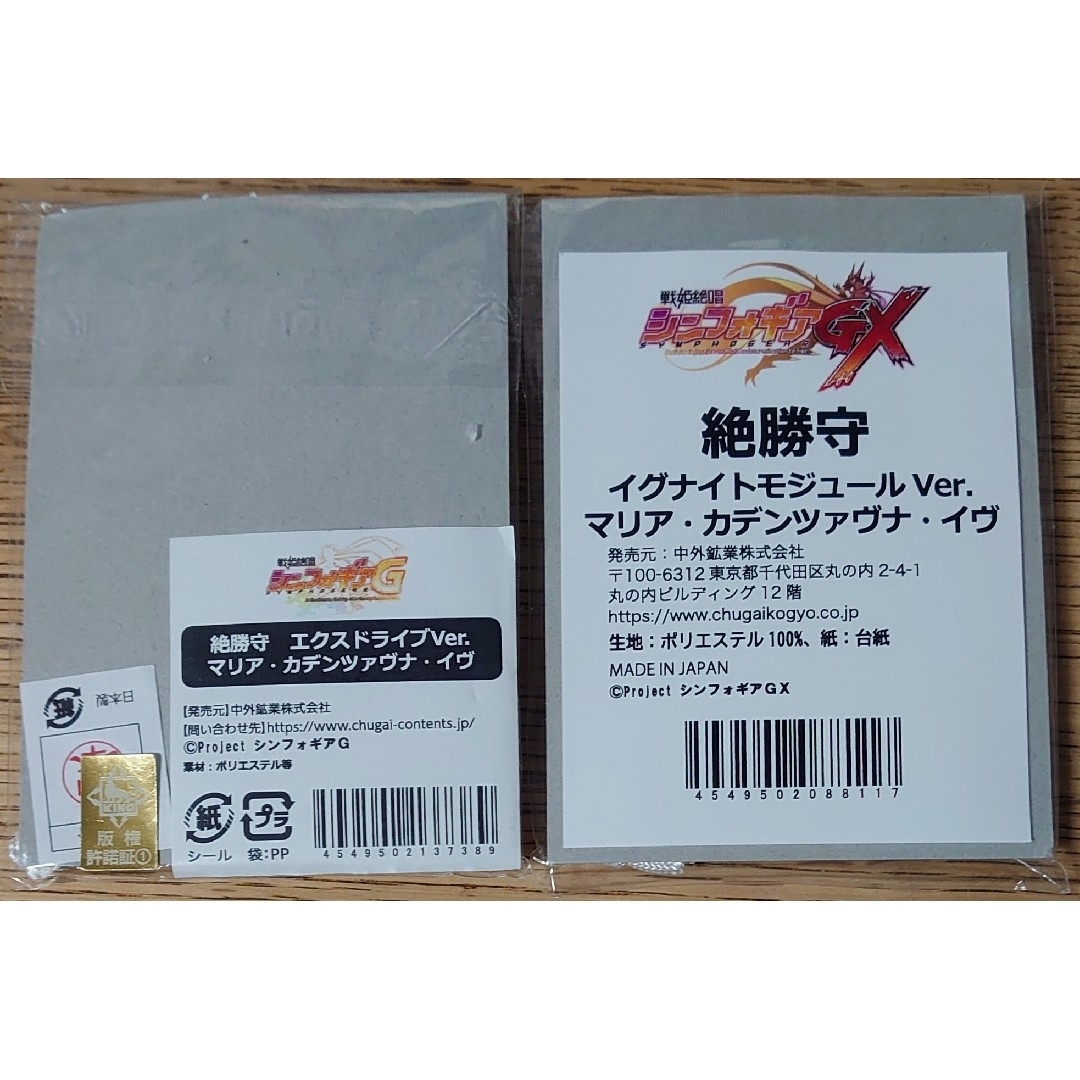 戦姫絶唱
シンフォギアG
SYMPHOGEAR
絶勝守 エクスドライブVer.
マリア・カデンツァヴナ・イヴ
【発売元】中外鉱業株式会社
【問い合わせ先】https://www.chugai-contents.jp/
©Project シンフォギアG
素材：ポリエステル等
紙
プラ
シール 袋:PP
4549502137389
紙
日本製
KING
版権
許諾証①
戦姫絶唱
シンフォギアGX
SYMPHOGEAR
絶勝守
イグナイトモジュール Ver.
マリア・カデンツァヴナ・イヴ
発売元：中外鉱業株式会社
〒100-6312 東京都千代田区丸の内 2-4-1
丸の内ビルディング 12 階
https://www.chugaikogyo.co.jp
生地：ポリエステル 100%、紙：台紙
MADE IN JAPAN
©Project シンフォギアＧＸ
4549502088117